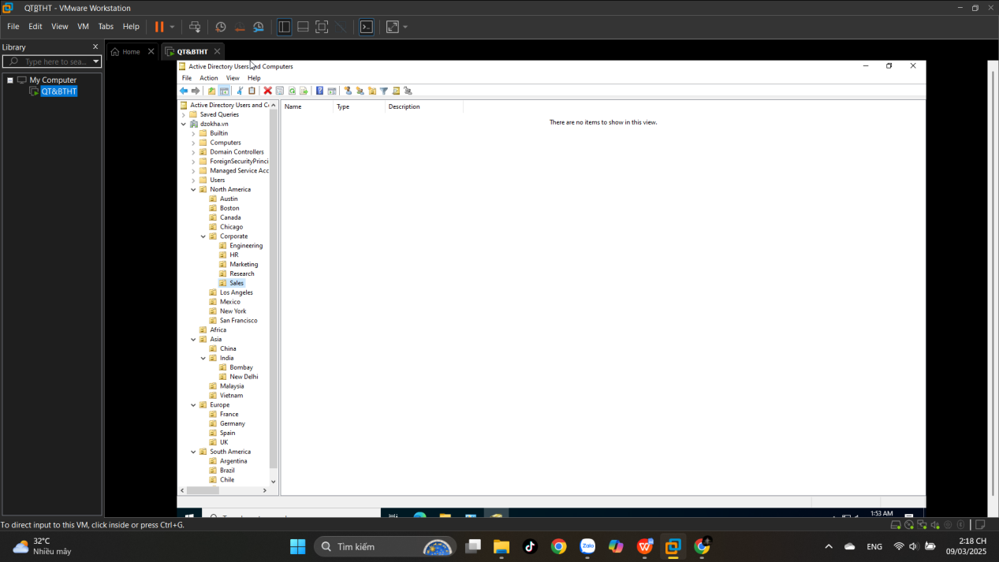 QTBTHT - VMware Workstation
File Edit View VM Tabs Help
Library
Type here to sea...
My Computer
QT&BTHT
Home
QT&BTHT
Active Directory Users and Computers
File Action View Help
Active Directory Users and C
Saved Queries
dzokha.vn
Builtin
Computers
Domain Controllers
ForeignSecurityPrinci
Managed Service Acc
Users
North America
Austin
Boston
Canada
Chicago
Corporate
Engineering
HR
Marketing
Research
Sales
Los Angeles
Mexico
New York
San Francisco
Africa
Asia
China
India
Bombay
New Delhi
Malaysia
Vietnam
Europe
France
Germany
Spain
UK
South America
Argentina
Brazil
Chile
Name Type Description
There are no items to show in this view.
1:53 AM
To direct input to this VM, click inside or press Ctrl+G.
32°C
Nhiều mây
Tìm kiếm
Zalo
ENG
2:18 CH
09/03/2025